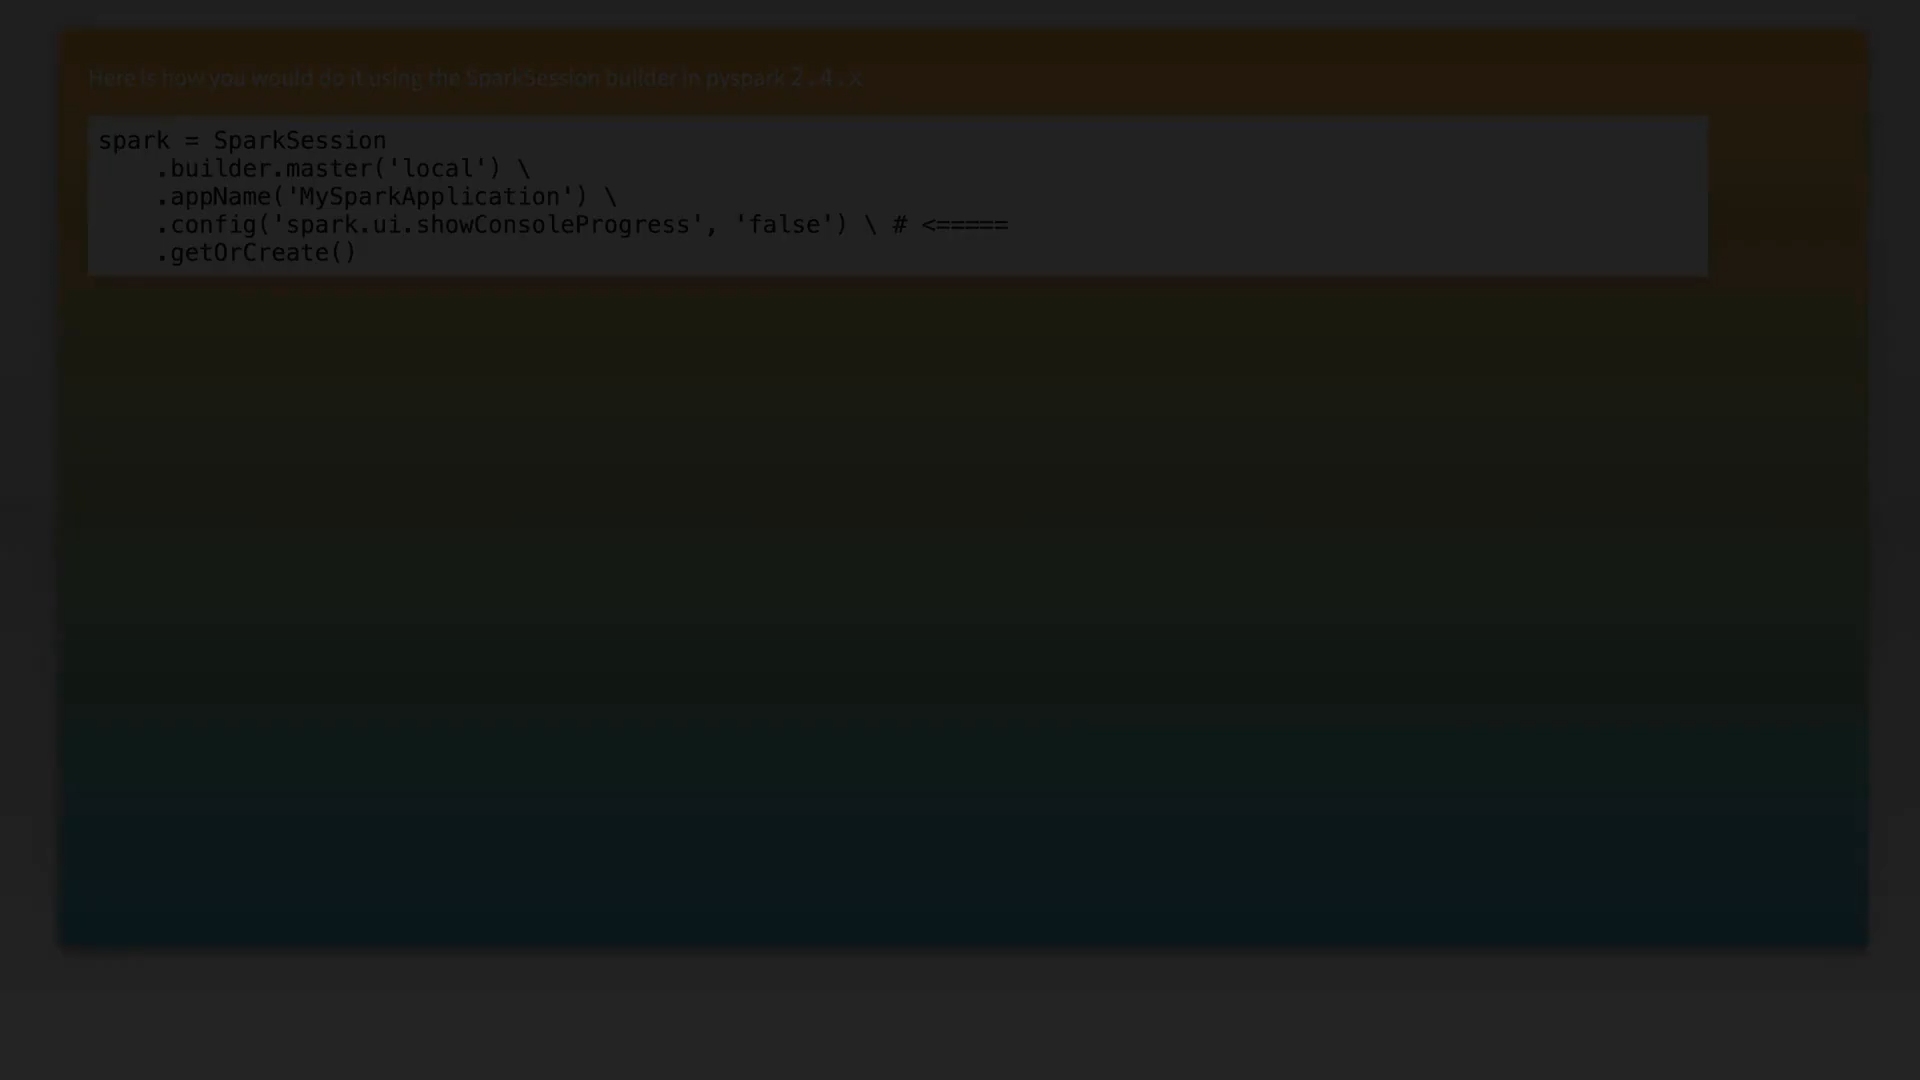 Here is how you would do it using the SparkSession builder in pyspark 2.4.x
spark = SparkSession
    .builder.master('local') \
    .appName('MySparkApplication') \
    .config('spark.ui.showConsoleProgress', 'false') \ # <=====
    .getOrCreate()